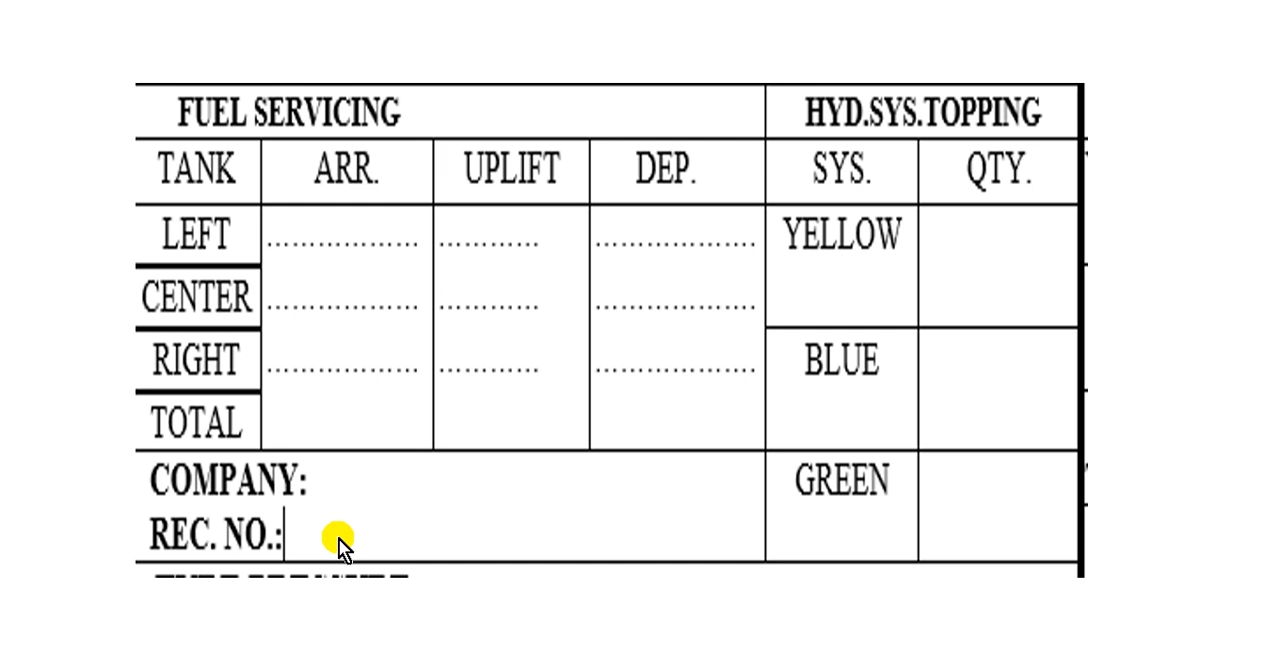 FUEL SERVICING HYD.SYS.TOPPING
TANK ARR. UPLIFT DEP. SYS. QTY.
LEFT .................. ............ ................... YELLOW
CENTER .................. ............ ...................
RIGHT .................. ............ ................... BLUE
TOTAL
COMPANY: GREEN
REC. NO.: